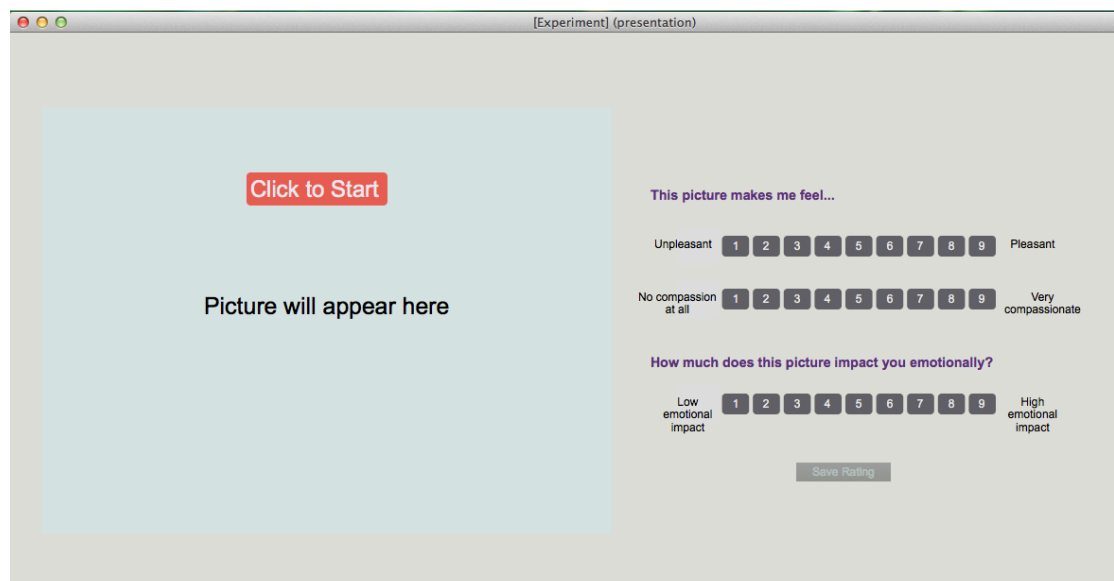 [Experiment] (presentation)
Click to Start
Picture will appear here
This picture makes me feel...
Unpleasant 1 2 3 4 5 6 7 8 9 Pleasant
No compassion
at all
1 2 3 4 5 6 7 8 9
Very
compassionate
How much does this picture impact you emotionally?
Low
emotional
impact
1 2 3 4 5 6 7 8 9
High
emotional
impact
Save Rating